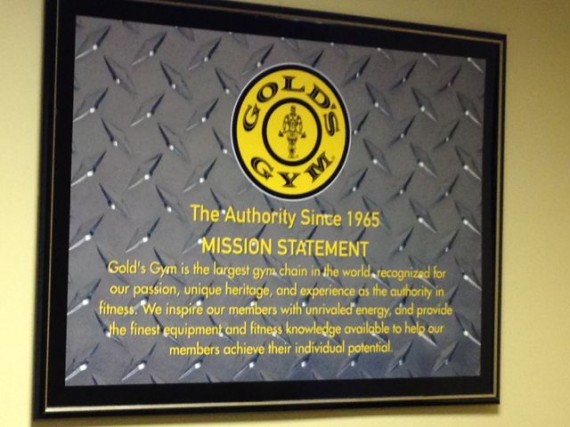 GOLD'S
GYM
The Authority Since 1965
MISSION STATEMENT
Gold's Gym is the largest gym chain in the world, recognized for
our passion, unique heritage, and experience as the authority in
fitness. We inspire our members with unrivaled energy, and provide
the finest equipment and fitness knowledge available to help our
members achieve their individual potential.